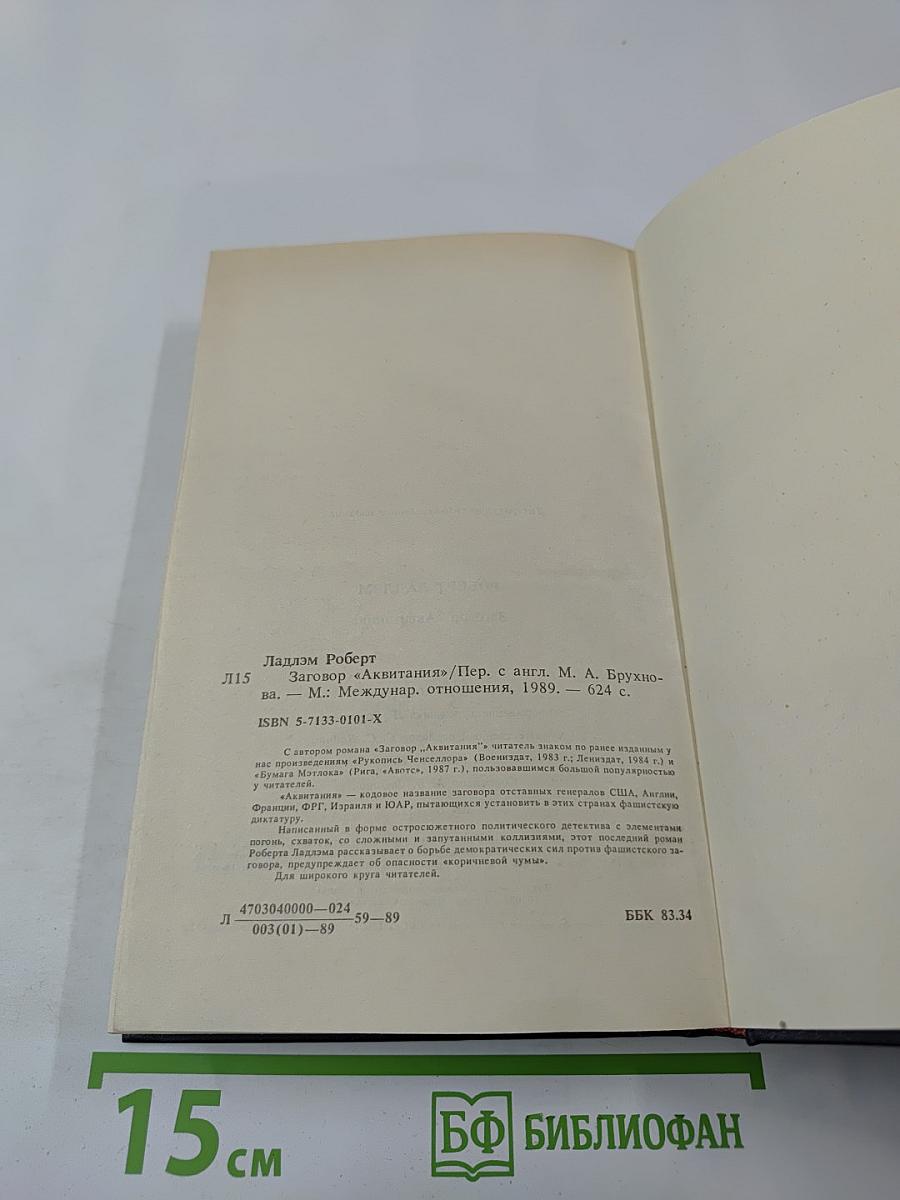 Ладлэм Роберт
Л15 Заговор «Аквитания»/Пер. с англ. М. А. Брухно-
ва. — М.: Междунар. отношения, 1989. — 624 с.
ISBN 5-7133-0101-X
С автором романа «Заговор „Аквитания"» читатель знаком по ранее изданным у
нас произведениям «Рукопись Ченселлора» (Воениздат, 1983 г.; Лениздат, 1984 г.) и
«Бумага Мэтлока» (Рига, «Авотс», 1987 г.), пользовавшимся большой популярностью
у читателей.
«Аквитания» — кодовое название заговора отставных генералов США, Англии,
Франции, ФРГ, Израиля и ЮАР, пытающихся установить в этих странах фашистскую
диктатуру.
Написанный в форме остросюжетного политического детектива с элементами
погонь, схваток, со сложными и запутанными коллизиями, этот последний роман
Роберта Ладлэма рассказывает о борьбе демократических сил против фашистского за-
говора, предупреждает об опасности «коричневой чумы».
Для широкого круга читателей.
Л 4703040000—024 59—89
003(01)—89
ББК 83.34
15 см
БФ БИБЛИОФАН